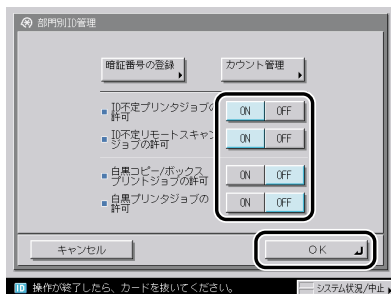 部門別ID管理
暗証番号の登録
カウント管理
ID不定プリンタジョブの
許可
ON OFF
ID不定リモートスキャン
ジョブの許可
ON OFF
白黒コピー/ボックス
プリントジョブの許可
ON OFF
白黒プリンタジョブの
許可
ON OFF
キャンセル
OK
ID 操作が終了したら、カードを抜いてください。
システム状況/中止